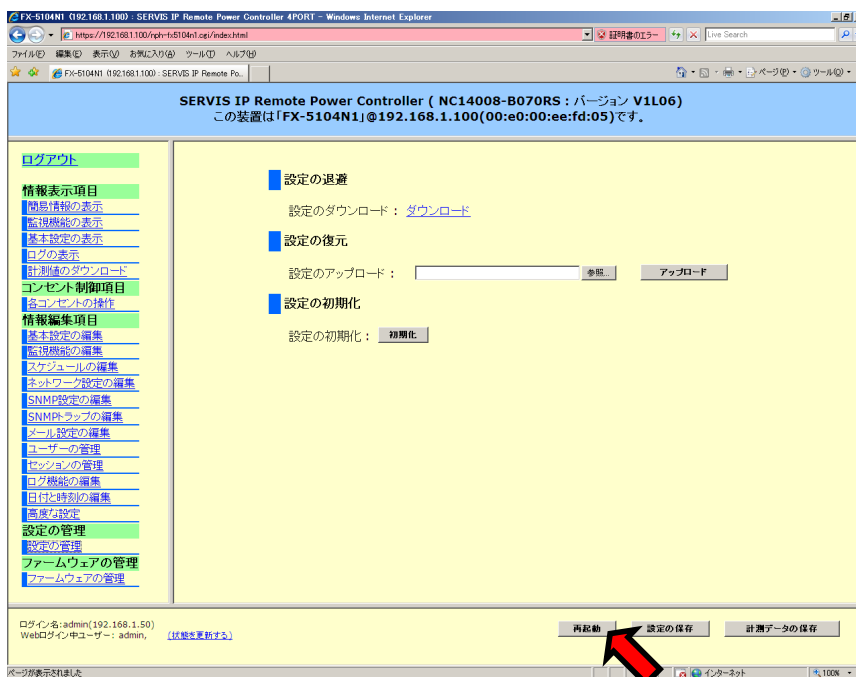 FX-5104N1 (192.168.1.100) : SERVIS IP Remote Power Controller 4PORT - Windows Internet Explorer
https://192.168.1.100/nph-fx5104n1.cgi/index.html
証明書のエラー
Live Search
ファイル(F) 編集(E) 表示(V) お気に入り(A) ツール(T) ヘルプ(H)
FX-5104N1 (192.168.1.100) : SERVIS IP Remote Po...
ページ(P) ツール(O)
SERVIS IP Remote Power Controller ( NC14008-B070RS : バージョン V1L06)
この装置は「FX-5104N1」@192.168.1.100(00:e0:00:ee:fd:05)です。
ログアウト
情報表示項目
簡易情報の表示
監視機能の表示
基本設定の表示
ログの表示
計測値のダウンロード
コンセント制御項目
各コンセントの操作
情報編集項目
基本設定の編集
監視機能の編集
スケジュールの編集
ネットワーク設定の編集
SNMP設定の編集
SNMPトラップの編集
メール設定の編集
ユーザーの管理
セッションの管理
ログ機能の編集
日付と時刻の編集
高度な設定
設定の管理
設定の管理
ファームウェアの管理
ファームウェアの管理
設定の退避
設定のダウンロード : ダウンロード
設定の復元
設定のアップロード : 参照... アップロード
設定の初期化
設定の初期化 : 初期化
ログイン名:admin(192.168.1.50)
Webログイン中ユーザー: admin, (状態を更新する)
再起動 設定の保存 計測データの保存
ページが表示されました
インターネット
100%